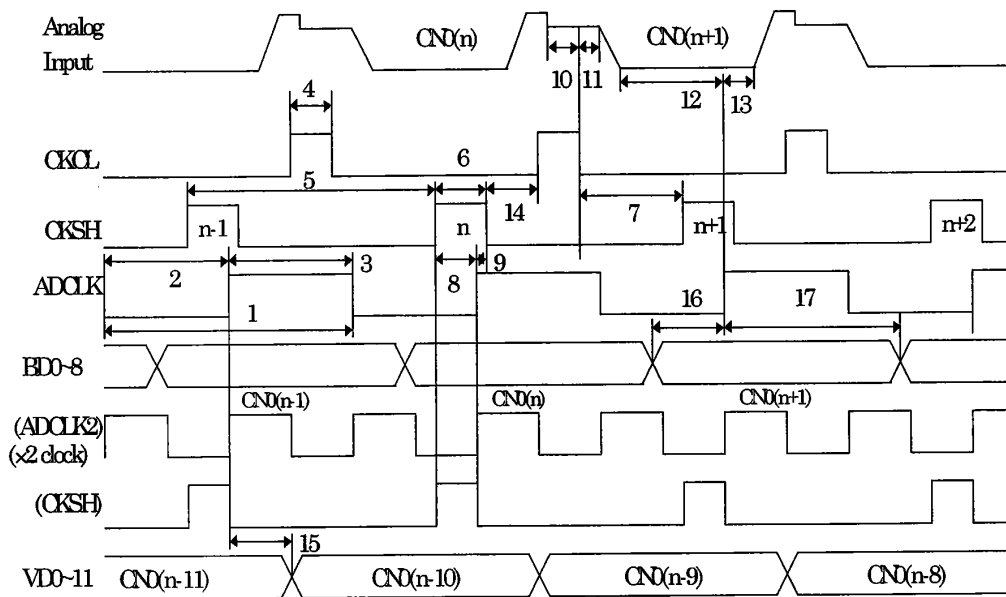 Analog
Input
CN0(n)
CN0(n+1)
10
11
12
13
4
CKCL
6
5
14
7
CKSH
n-1
n
n+1
n+2
2
3
9
8
ADCLK
1
16
17
BD0~8
CN0(n-1)
CN0(n)
CN0(n+1)
(ADCLK2)
(×2 clock)
(CKSH)
15
VD0~11
CN0(n-11)
CN0(n-10)
CN0(n-9)
CN0(n-8)